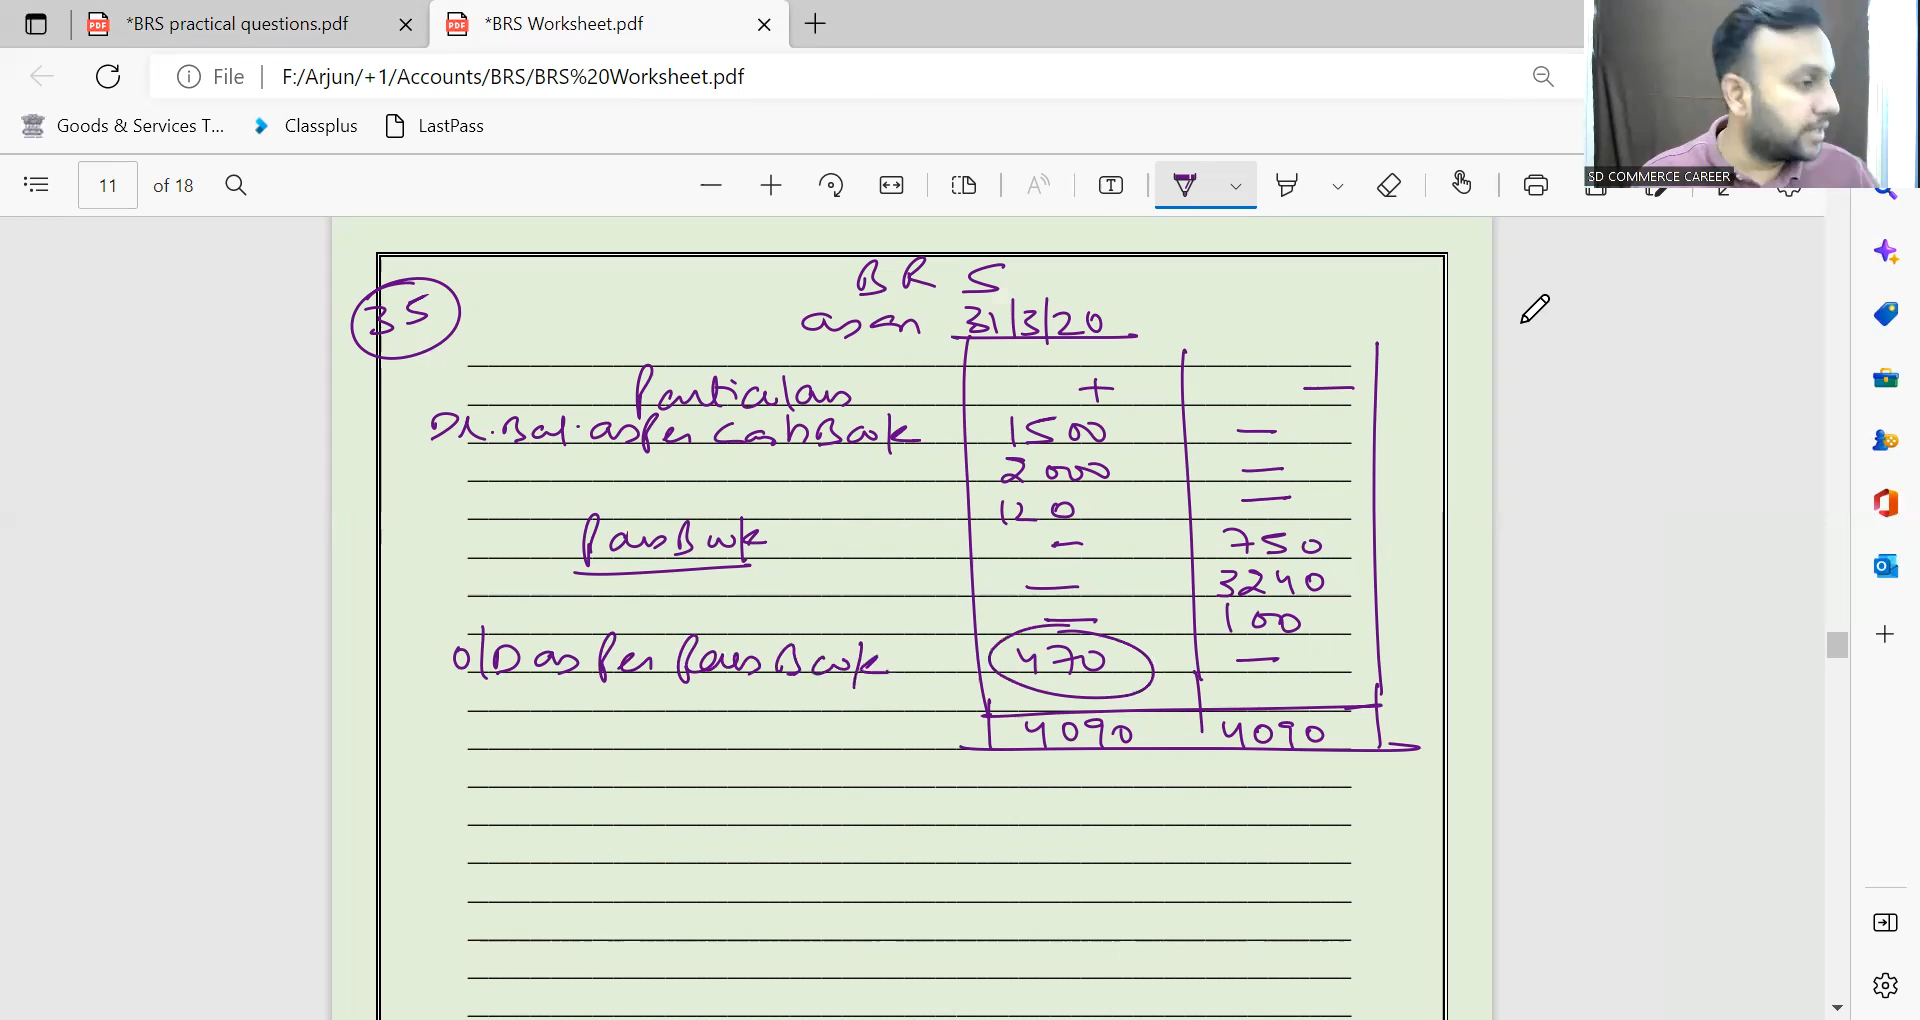 *BRS practical questions.pdf
*BRS Worksheet.pdf
File F:/Arjun/+1/Accounts/BRS/BRS%20Worksheet.pdf
Goods & Services T... Classplus LastPass
11 of 18
SD COMMERCE CAREER
35
BRS
as on 31/3/20
Particulars + —
Dr. Bal. as per Cash Book 1500 —
2000 —
120 —
Pass Book - 750
— 3240
— 100
O/D as per Pass Book 470 —
4090 4090